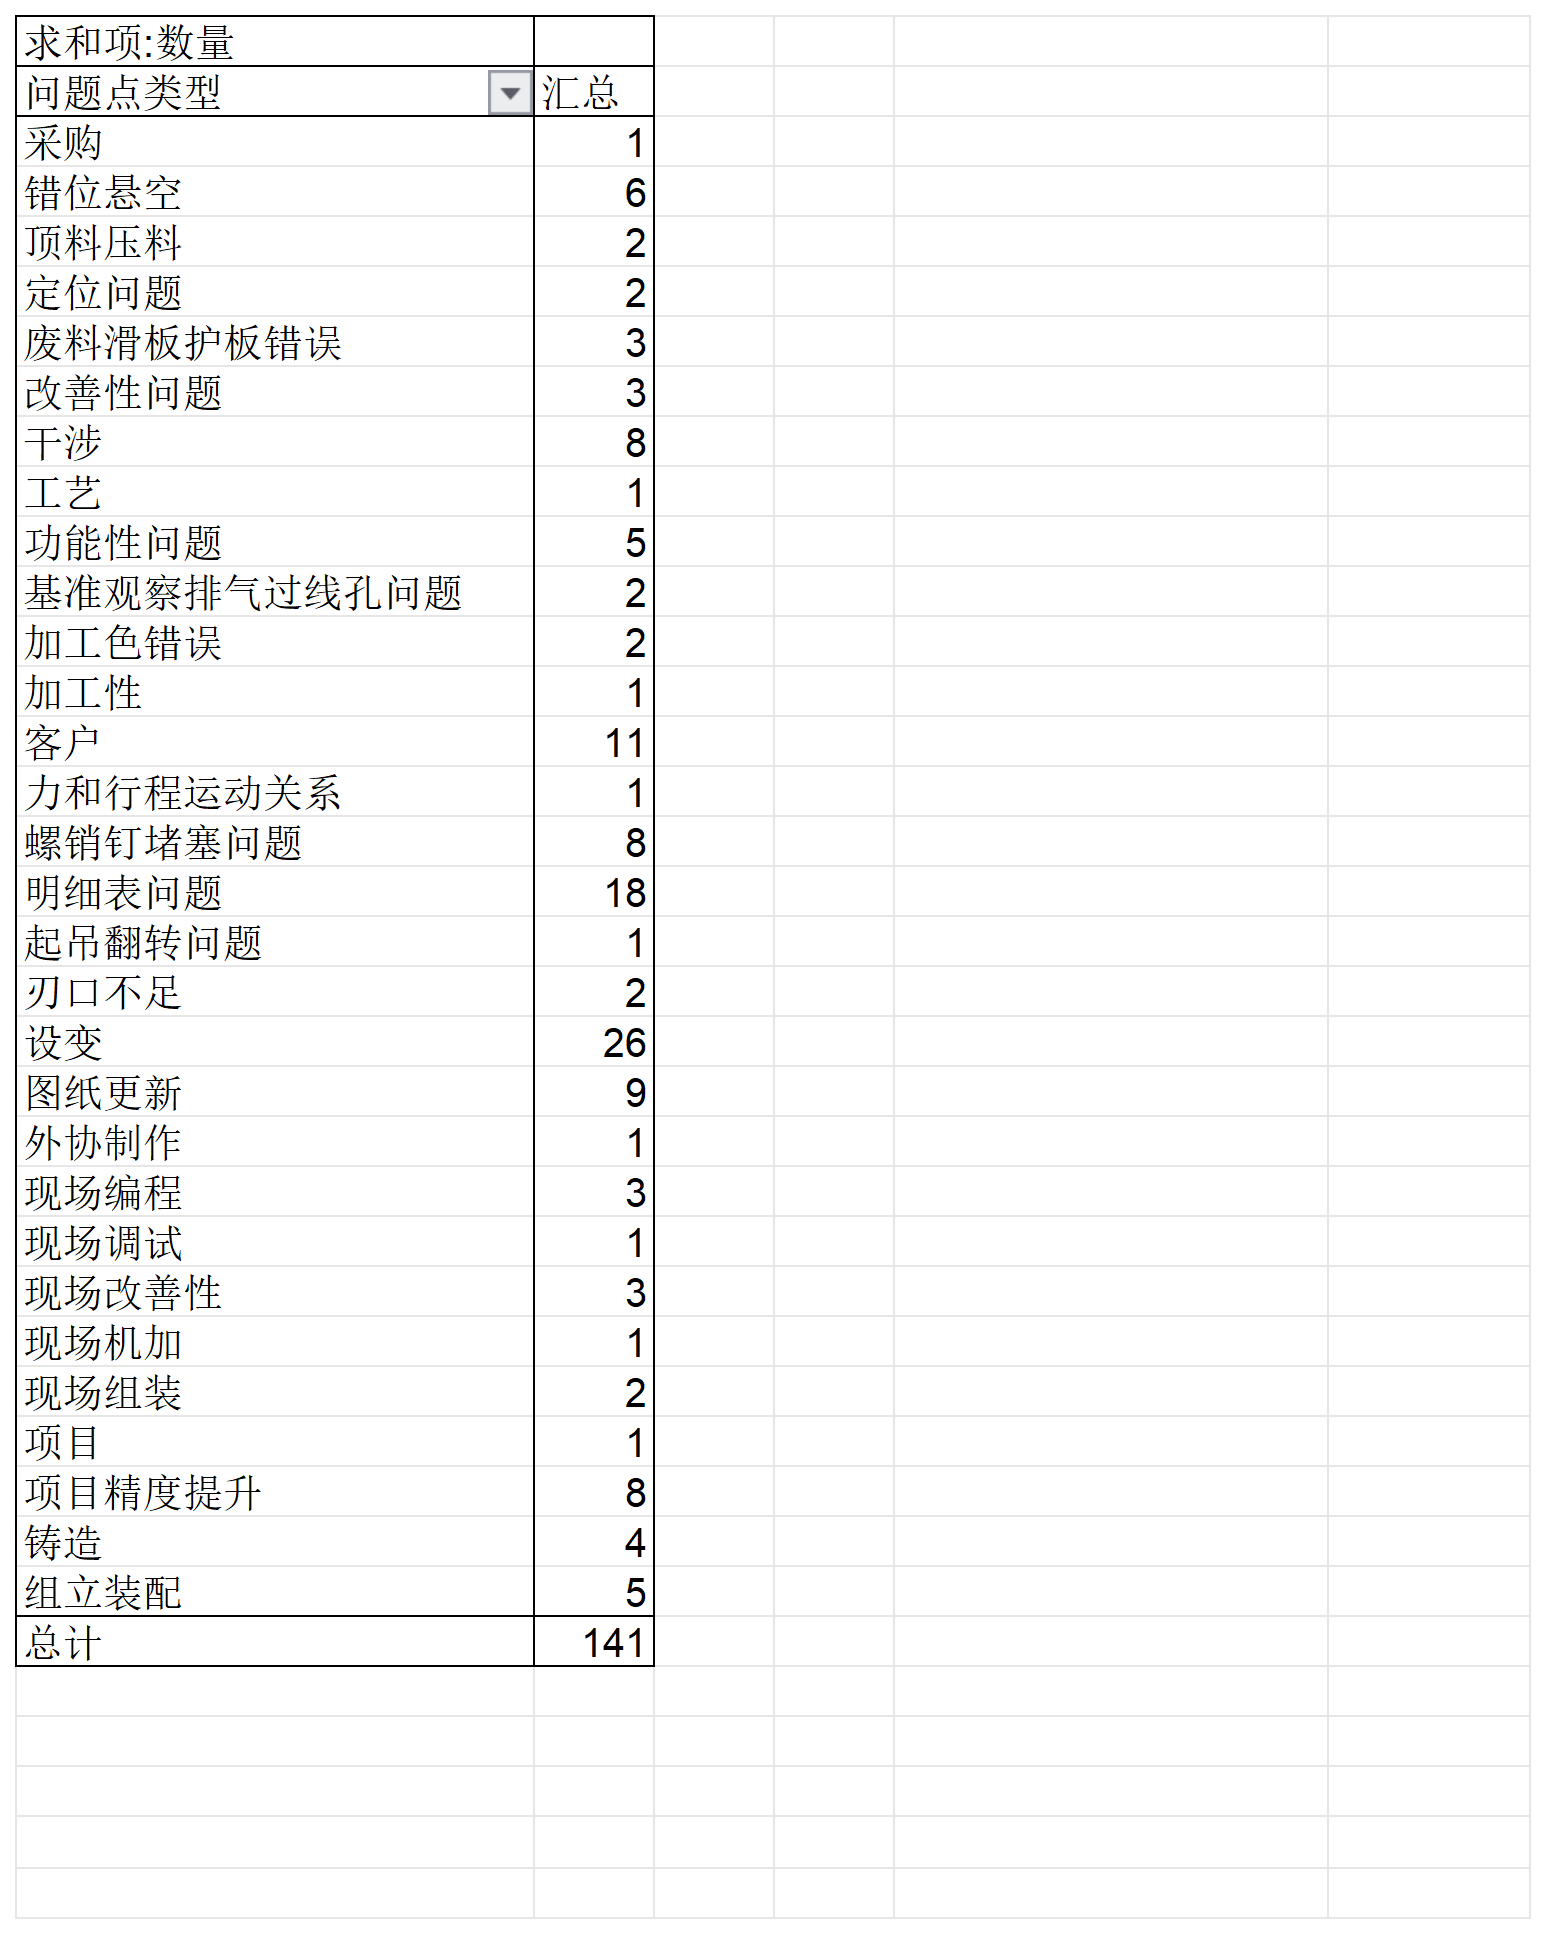 求和项:数量
问题点类型 汇总
采购 1
错位悬空 6
顶料压料 2
定位问题 2
废料滑板护板错误 3
改善性问题 3
干涉 8
工艺 1
功能性问题 5
基准观察排气过线孔问题 2
加工色错误 2
加工性 1
客户 11
力和行程运动关系 1
螺销钉堵塞问题 8
明细表问题 18
起吊翻转问题 1
刃口不足 2
设变 26
图纸更新 9
外协制作 1
现场编程 3
现场调试 1
现场改善性 3
现场机加 1
现场组装 2
项目 1
项目精度提升 8
铸造 4
组立装配 5
总计 141